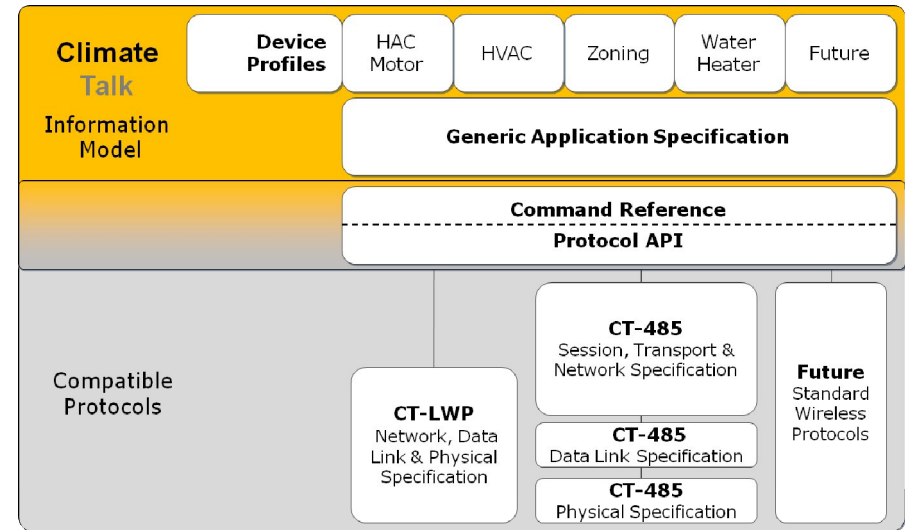 Climate
Talk
Information
Model
Device
Profiles
HAC
Motor
HVAC
Zoning
Water
Heater
Future
Generic Application Specification
Command Reference
Protocol API
Compatible
Protocols
CT-LWP
Network, Data
Link & Physical
Specification
CT-485
Session, Transport &
Network Specification
CT-485
Data Link Specification
CT-485
Physical Specification
Future
Standard
Wireless
Protocols